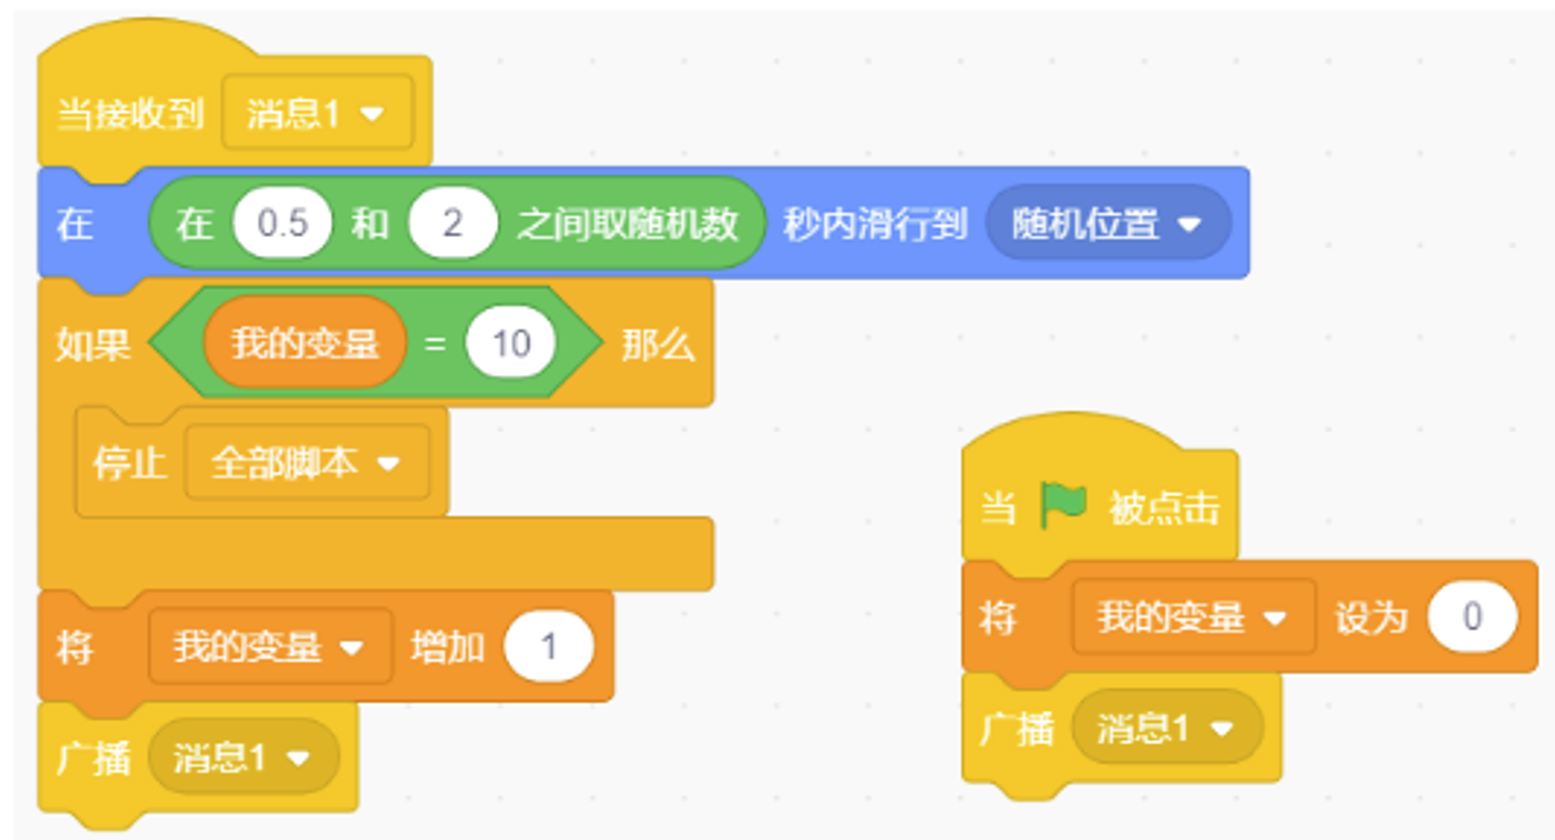 当接收到 消息1
在 在 0.5 和 2 之间取随机数 秒内滑行到 随机位置
如果 我的变量 = 10 那么
停止 全部脚本
将 我的变量 增加 1
广播 消息1
当 被点击
将 我的变量 设为 0
广播 消息1